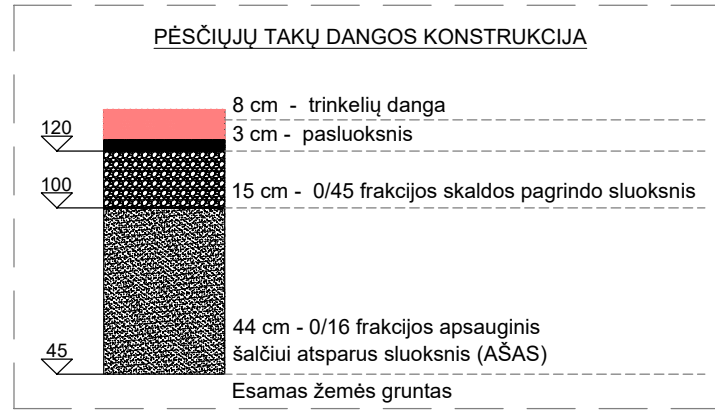 PĖSČIŲJŲ TAKŲ DANGOS KONSTRUKCIJA
8 cm - trinkelių danga
120
3 cm - pasluoksnis
100
15 cm - 0/45 frakcijos skaldos pagrindo sluoksnis
44 cm - 0/16 frakcijos apsauginis
45
šalčiui atsparus sluoksnis (AŠAS)
Esamas žemės gruntas